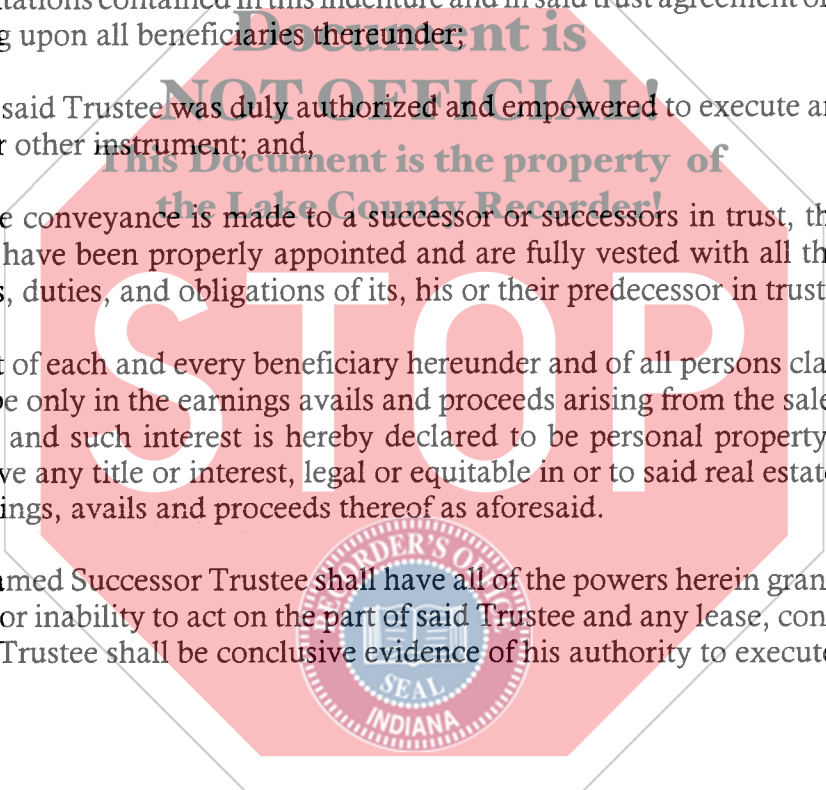 tations contained in this indenture and in said trust agreement o
g upon all beneficiaries thereunder;
Document is
said Trustee was duly authorized and empowered to execute a
NOT OFFICIAL!
r other instrument; and,
This Document is the property of
the Lake County Recorder!
e conveyance is made to a successor or successors in trust, th
have been properly appointed and are fully vested with all th
s, duties, and obligations of its, his or their predecessor in trust
STOP
t of each and every beneficiary hereunder and of all persons cla
be only in the earnings avails and proceeds arising from the sale
and such interest is hereby declared to be personal property
ve any title or interest, legal or equitable in or to said real estate
ings, avails and proceeds thereof as aforesaid.
RECORDER'S OFFICE
amed Successor Trustee shall have all of the powers herein gran
or inability to act on the part of said Trustee and any lease, con
Trustee shall be conclusive evidence of his authority to execute
SEAL
INDIANA